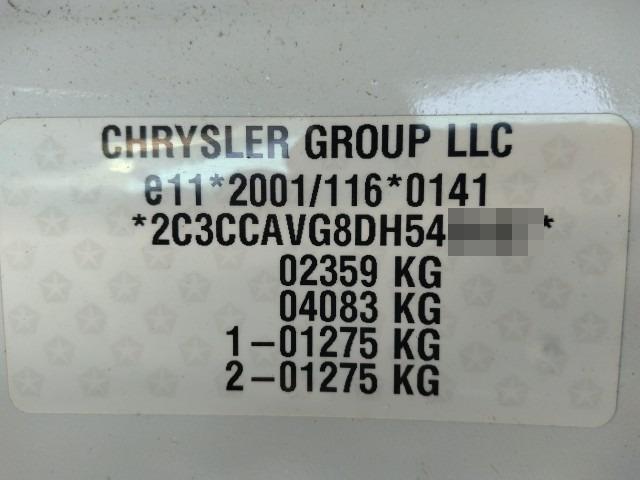 CHRYSLER GROUP LLC
e11*2001/116*0141
*2C3CCAVG8DH54 *
02359 KG
04083 KG
1-01275 KG
2-01275 KG